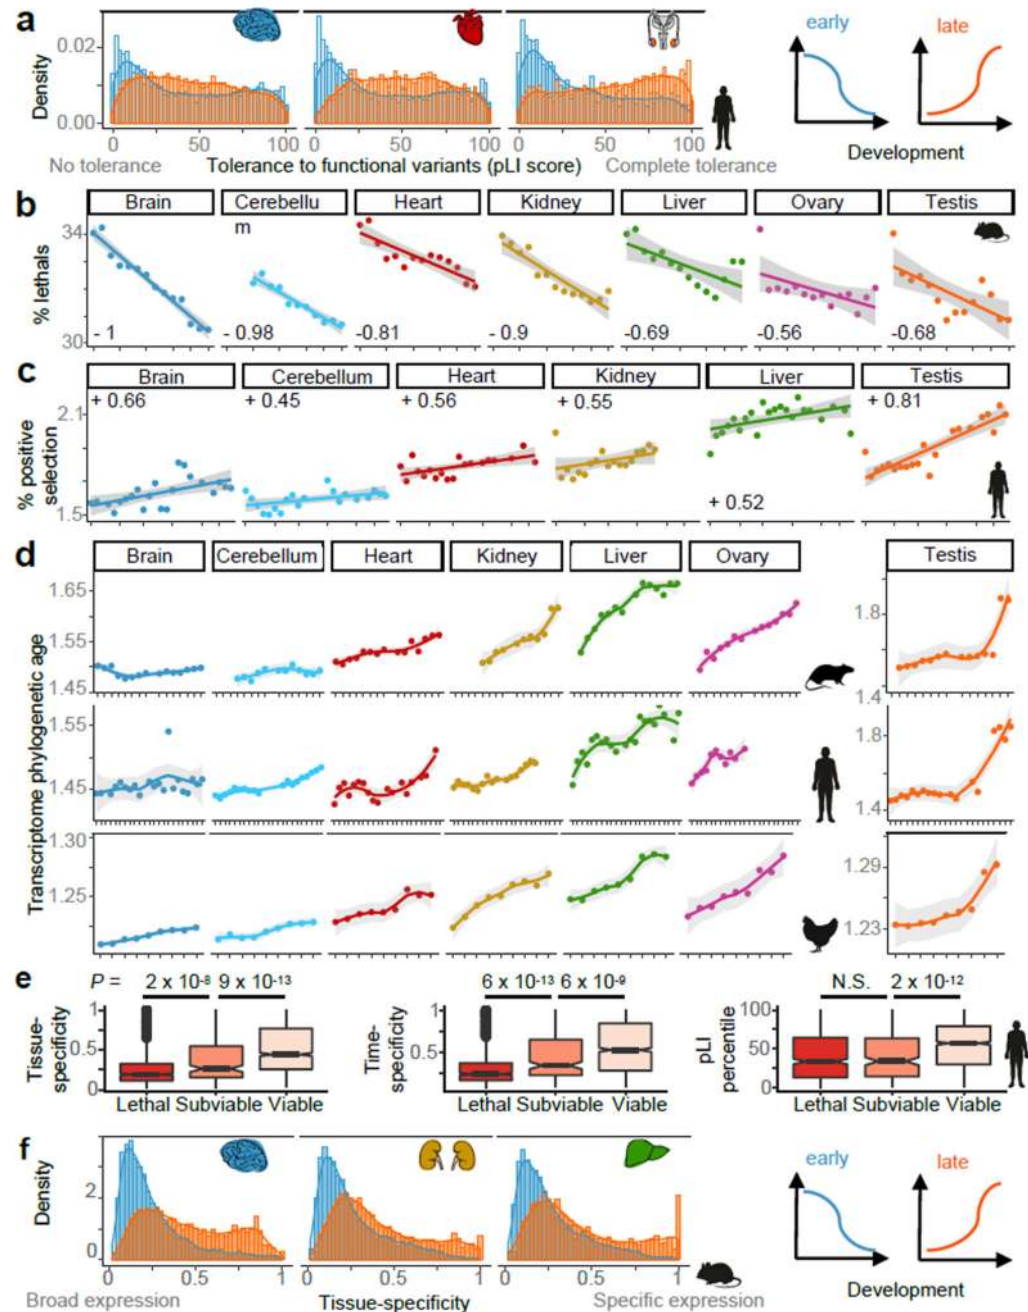 a
0.02
0.00
Density
0 50 100 0 50 100 0 50 100
No tolerance Tolerance to functional variants (pLI score) Complete tolerance
early late
Development
b
Brain Cerebellu
m Heart Kidney Liver Ovary Testis
% lethals
34
30
- 1 - 0.98 -0.81 - 0.9 -0.69 -0.56 -0.68
c
Brain Cerebellum Heart Kidney Liver Testis
+ 0.66 + 0.45 + 0.56 + 0.55 + 0.52 + 0.81
% positive
selection
2.1
1.5
d
Brain Cerebellum Heart Kidney Liver Ovary Testis
Transcriptome phylogenetic age
1.65
1.55
1.45
1.8
1.4
1.55
1.45
1.8
1.4
1.30
1.25
1.29
1.23
e
P = 2 x 10-8 9 x 10-13
Tissue-
specificity
1
0.5
0
Lethal Subviable Viable
6 x 10-13 6 x 10-9
Time-
specificity
1
0.5
Lethal Subviable Viable
N.S. 2 x 10-12
pLI
percentile
100
50
0
Lethal Subviable Viable
f
Density
2
0
0 0.5 1 0 0.5 1 0 0.5 1
Broad expression Tissue-specificity Specific expression
early late
Development